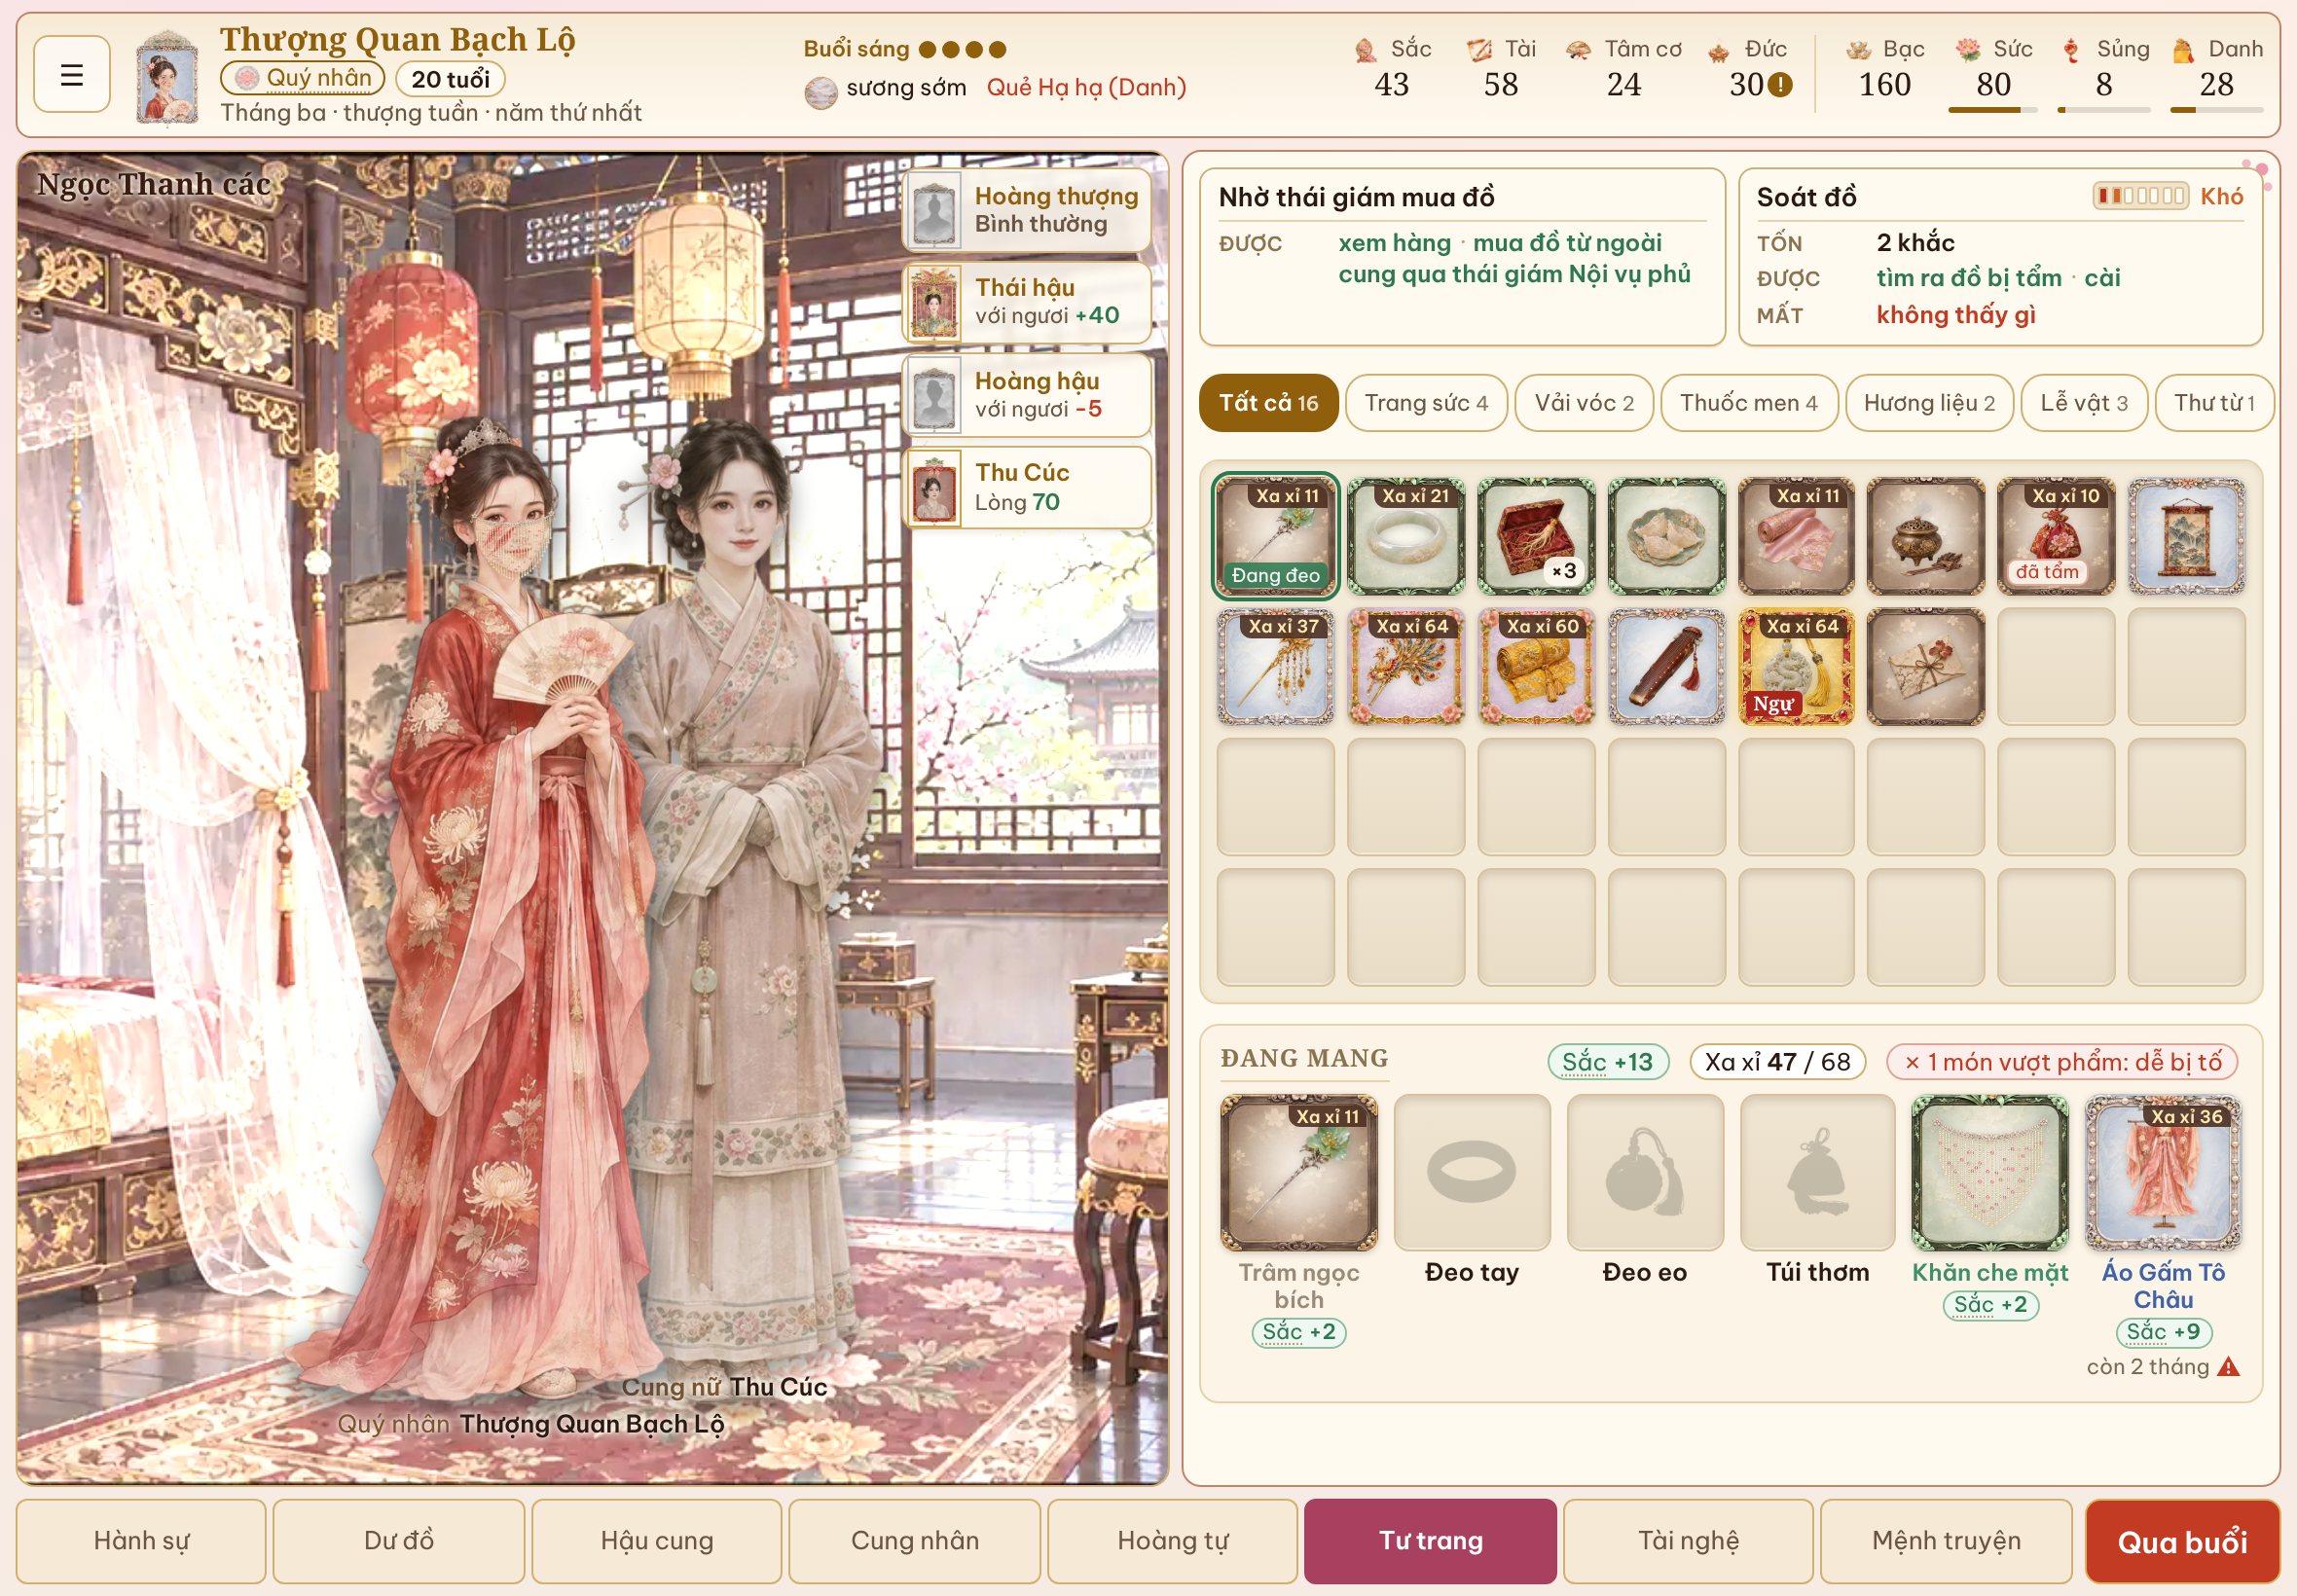 Thượng Quan Bạch Lộ
Quý nhân
20 tuổi
Tháng ba · thượng tuần · năm thứ nhất
Buổi sáng
sương sớm
Quẻ Hạ hạ (Danh)
Sắc
43
Tài
58
Tâm cơ
24
Đức
30
!
Bạc
160
Sức
80
Sủng
8
Danh
28
Ngọc Thanh các
Hoàng thượng
Bình thường
Thái hậu
với ngươi +40
Hoàng hậu
với ngươi -5
Thu Cúc
Lòng 70
Cung nữ Thu Cúc
Quý nhân Thượng Quan Bạch Lộ
Nhờ thái giám mua đồ
ĐƯỢC
xem hàng · mua đồ từ ngoài
cung qua thái giám Nội vụ phủ
Soát đồ
Khó
TỐN
2 khắc
ĐƯỢC
tìm ra đồ bị tẩm · cài
MẤT
không thấy gì
Tất cả 16
Trang sức 4
Vải vóc 2
Thuốc men 4
Hương liệu 2
Lễ vật 3
Thư từ 1
Xa xỉ 11
Đang đeo
Xa xỉ 21
×3
Xa xỉ 11
Xa xỉ 10
đã tẩm
Xa xỉ 37
Xa xỉ 64
Xa xỉ 60
Xa xỉ 64
Ngự
ĐANG MANG
Sắc +13
Xa xỉ 47 / 68
× 1 món vượt phẩm: dễ bị tố
Xa xỉ 11
Trâm ngọc
bích
Sắc +2
Đeo tay
Đeo eo
Túi thơm
Khăn che mặt
Sắc +2
Xa xỉ 36
Áo Gấm Tô
Châu
Sắc +9
còn 2 tháng
Hành sự
Dư đồ
Hậu cung
Cung nhân
Hoàng tự
Tư trang
Tài nghệ
Mệnh truyện
Qua buổi